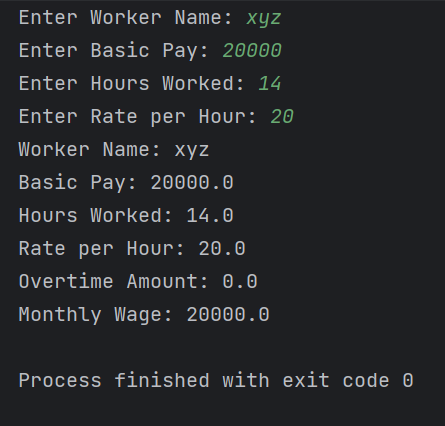 Enter Worker Name: xyz
Enter Basic Pay: 20000
Enter Hours Worked: 14
Enter Rate per Hour: 20
Worker Name: xyz
Basic Pay: 20000.0
Hours Worked: 14.0
Rate per Hour: 20.0
Overtime Amount: 0.0
Monthly Wage: 20000.0
Process finished with exit code 0